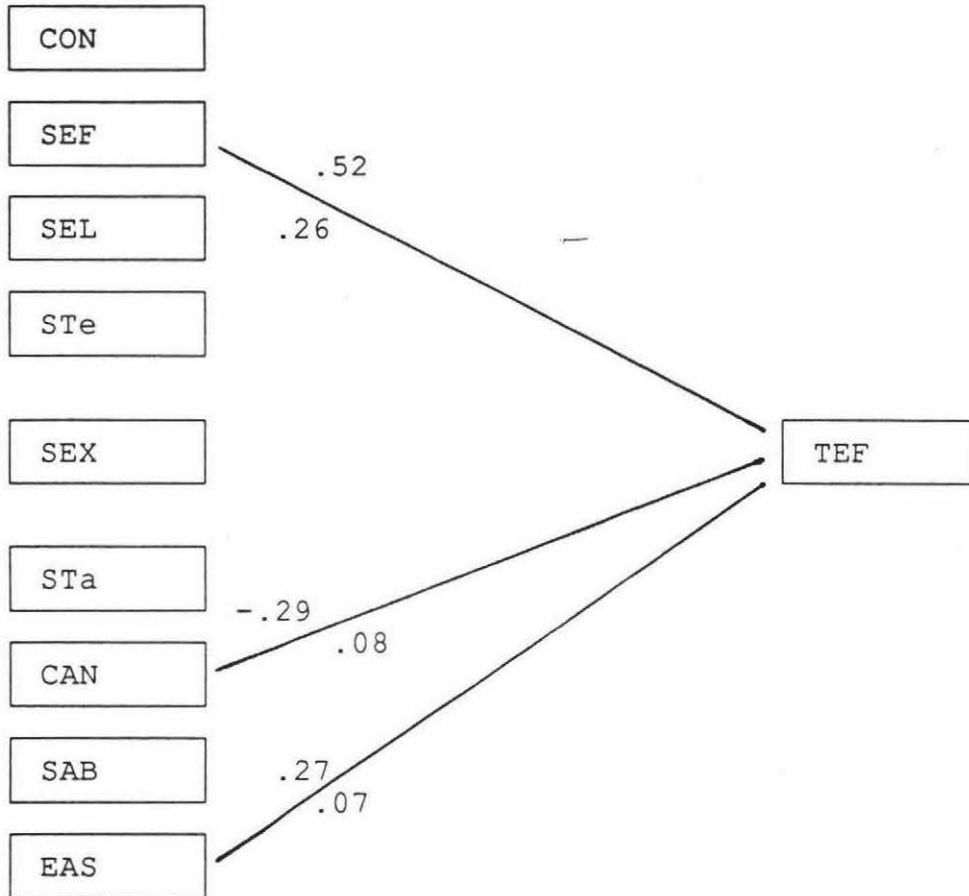 CON
SEF
.52
SEL
.26
STe
SEX
TEF
STa
-.29
.08
CAN
SAB
.27
.07
EAS